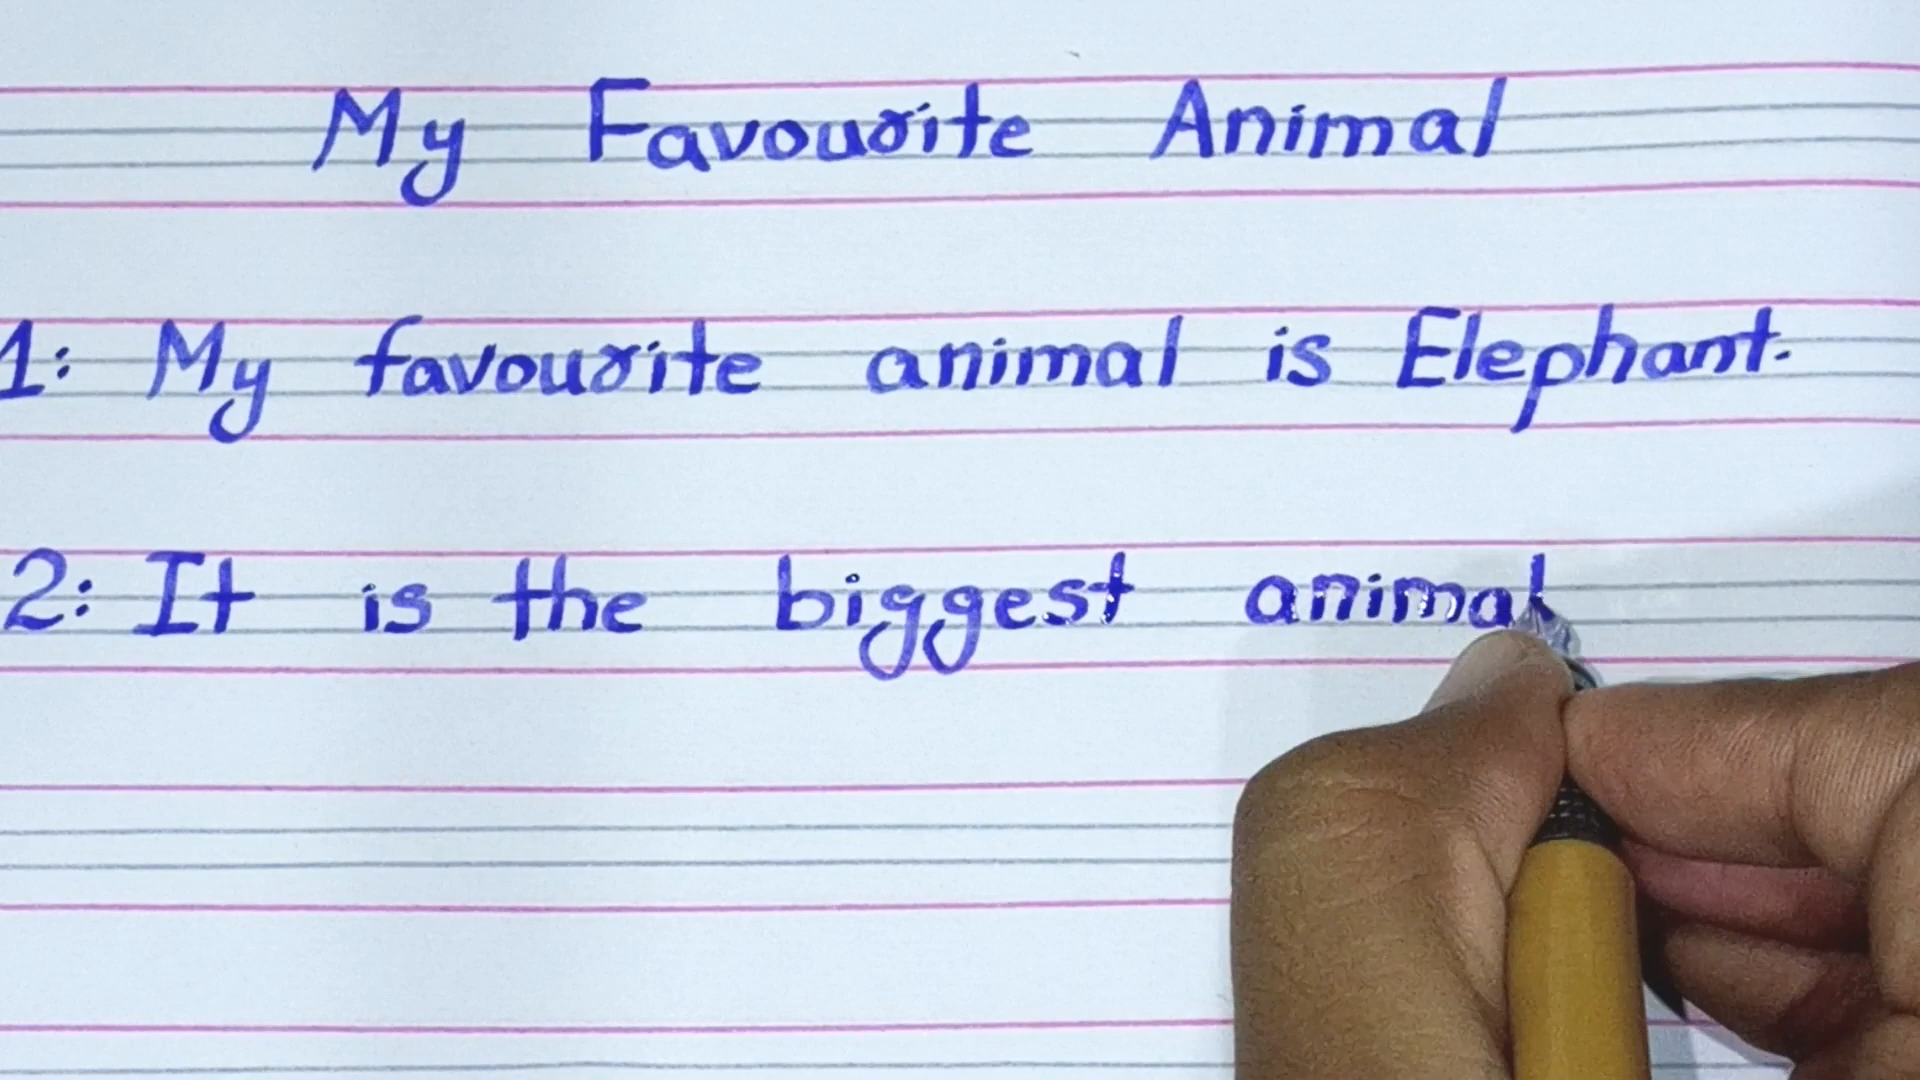 My Favourite Animal
1: My favourite animal is Elephant.
2: It is the biggest animal